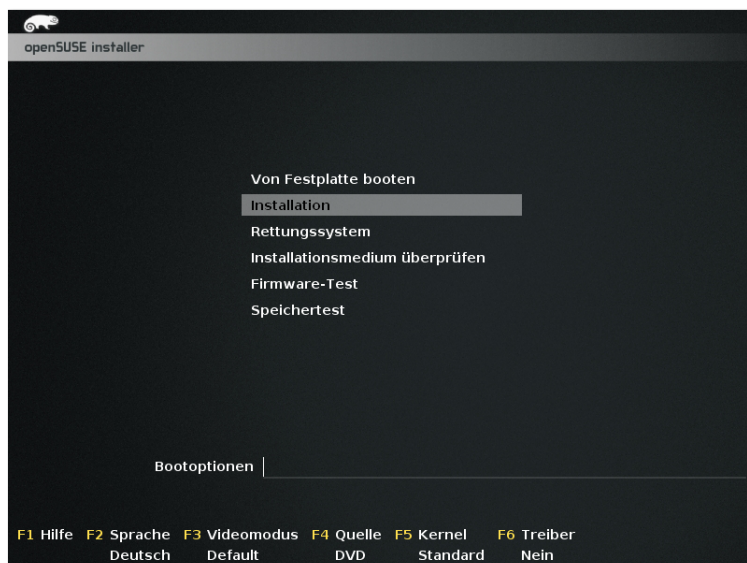 openSUSE installer
Von Festplatte booten
Installation
Rettungssystem
Installationsmedium überprüfen
Firmware-Test
Speichertest
Bootoptionen
F1 Hilfe F2 Sprache F3 Videomodus F4 Quelle F5 Kernel F6 Treiber
Deutsch Default DVD Standard Nein